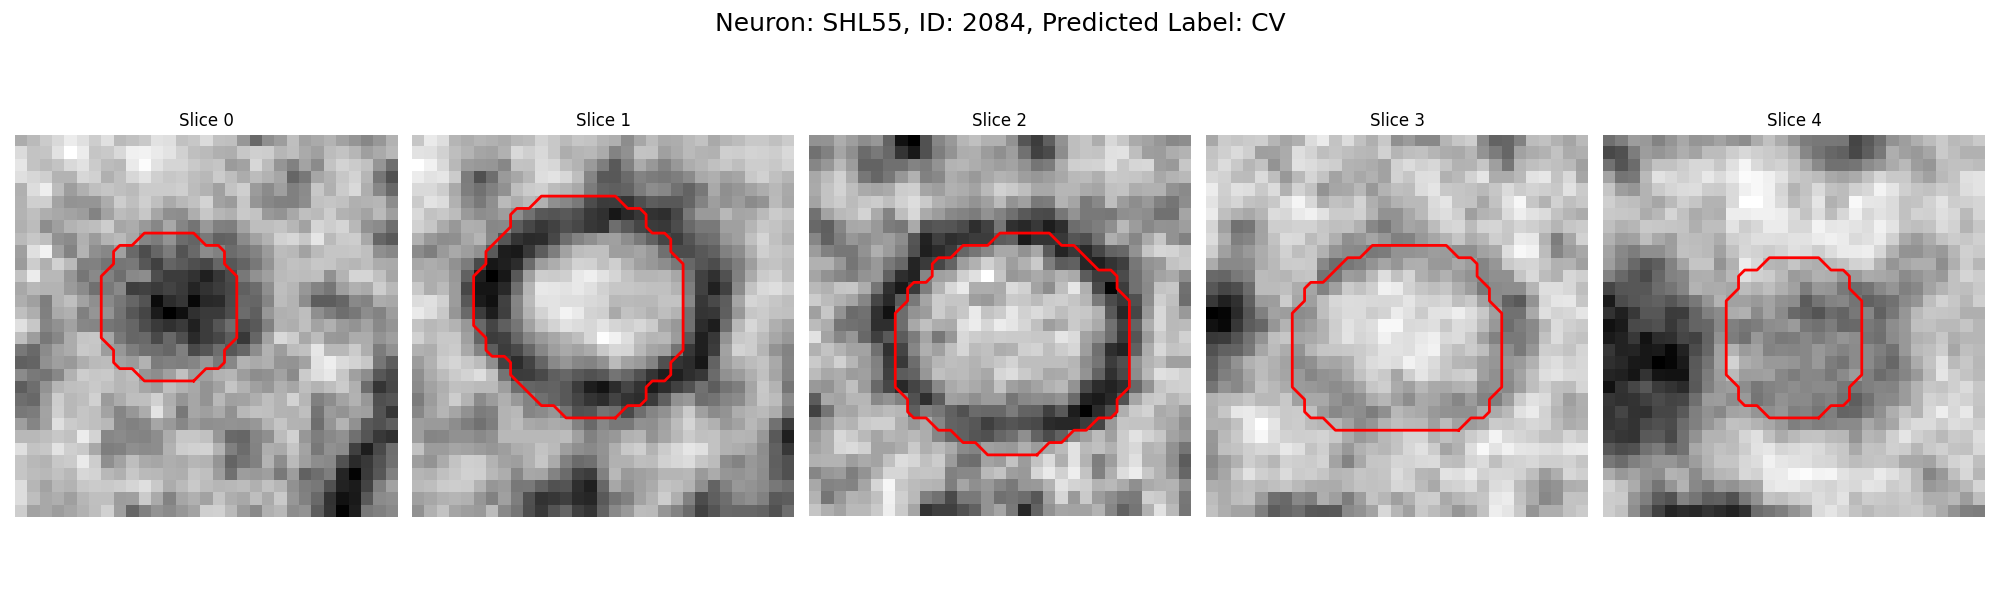 Neuron: SHL55, ID: 2084, Predicted Label: CV
Slice 0
Slice 1
Slice 2
Slice 3
Slice 4